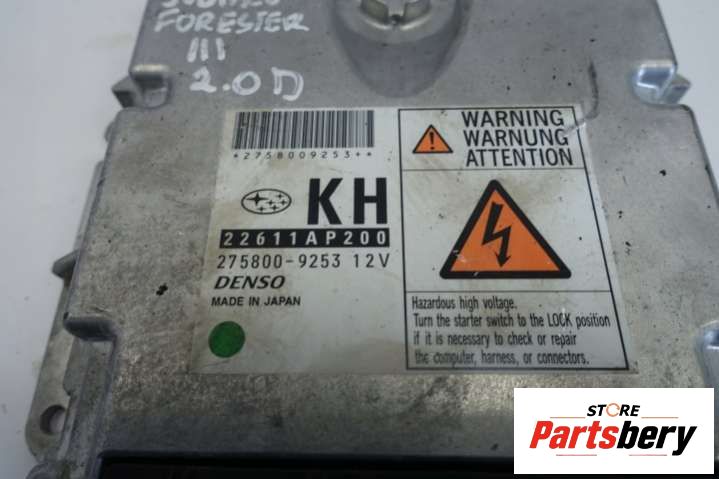 SUBARU
FORESTER
III
2.0D
*2758009253**
KH
22611AP200
275800-9253 12V
DENSO
MADE IN JAPAN
WARNING
WARNUNG
ATTENTION
Hazardous high voltage.
Turn the starter switch to the LOCK position
if it is necessary to check or repair
the computer, harness, or connectors.
STORE
Partsbery